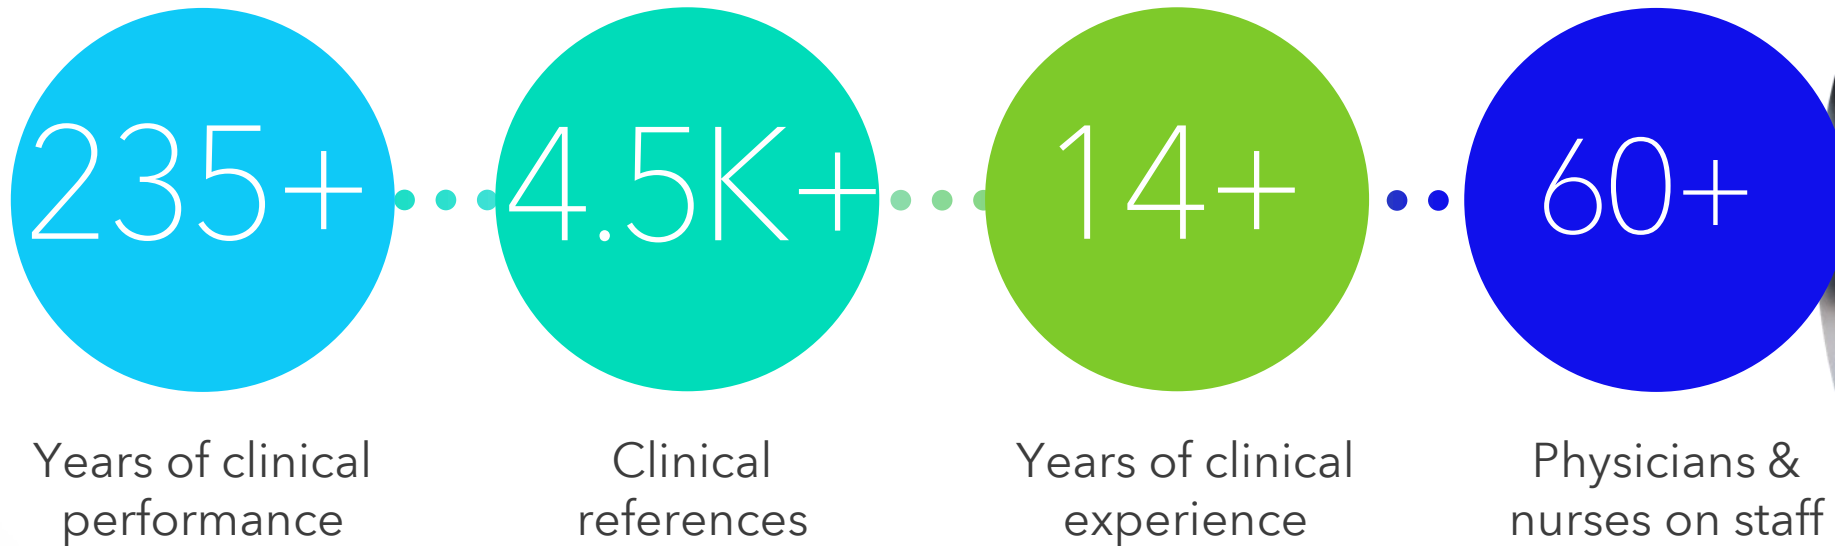 235+
4.5K+
14+
60+
Years of clinical
performance
Clinical
references
Years of clinical
experience
Physicians &
nurses on staff